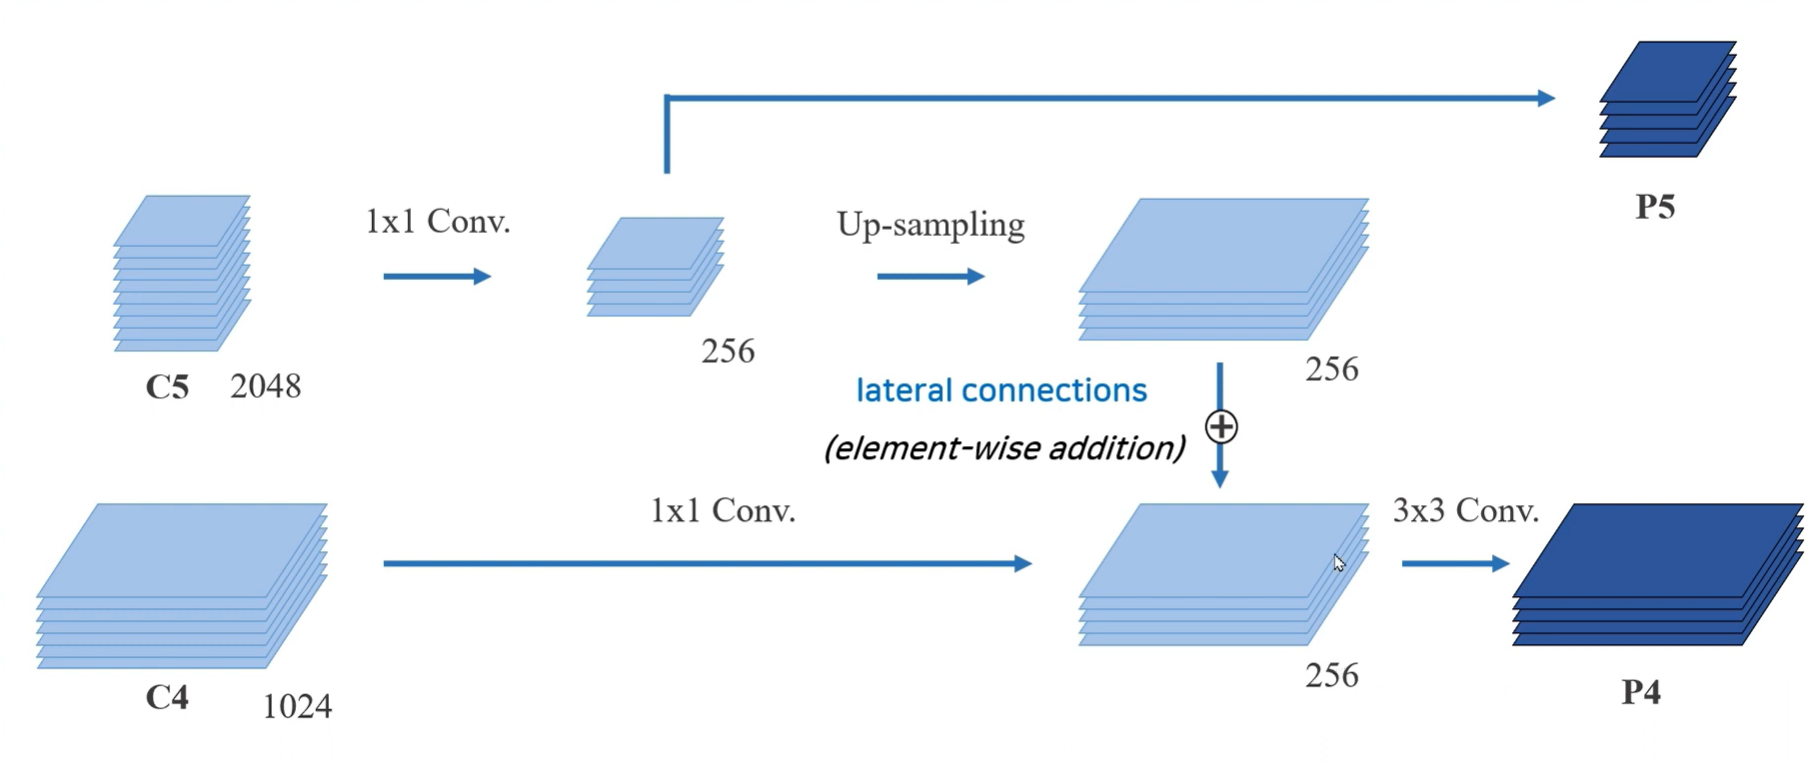 P5
1x1 Conv.
Up-sampling
256
C5 2048
256
lateral connections
(element-wise addition)
1x1 Conv.
3x3 Conv.
C4 1024
256
P4